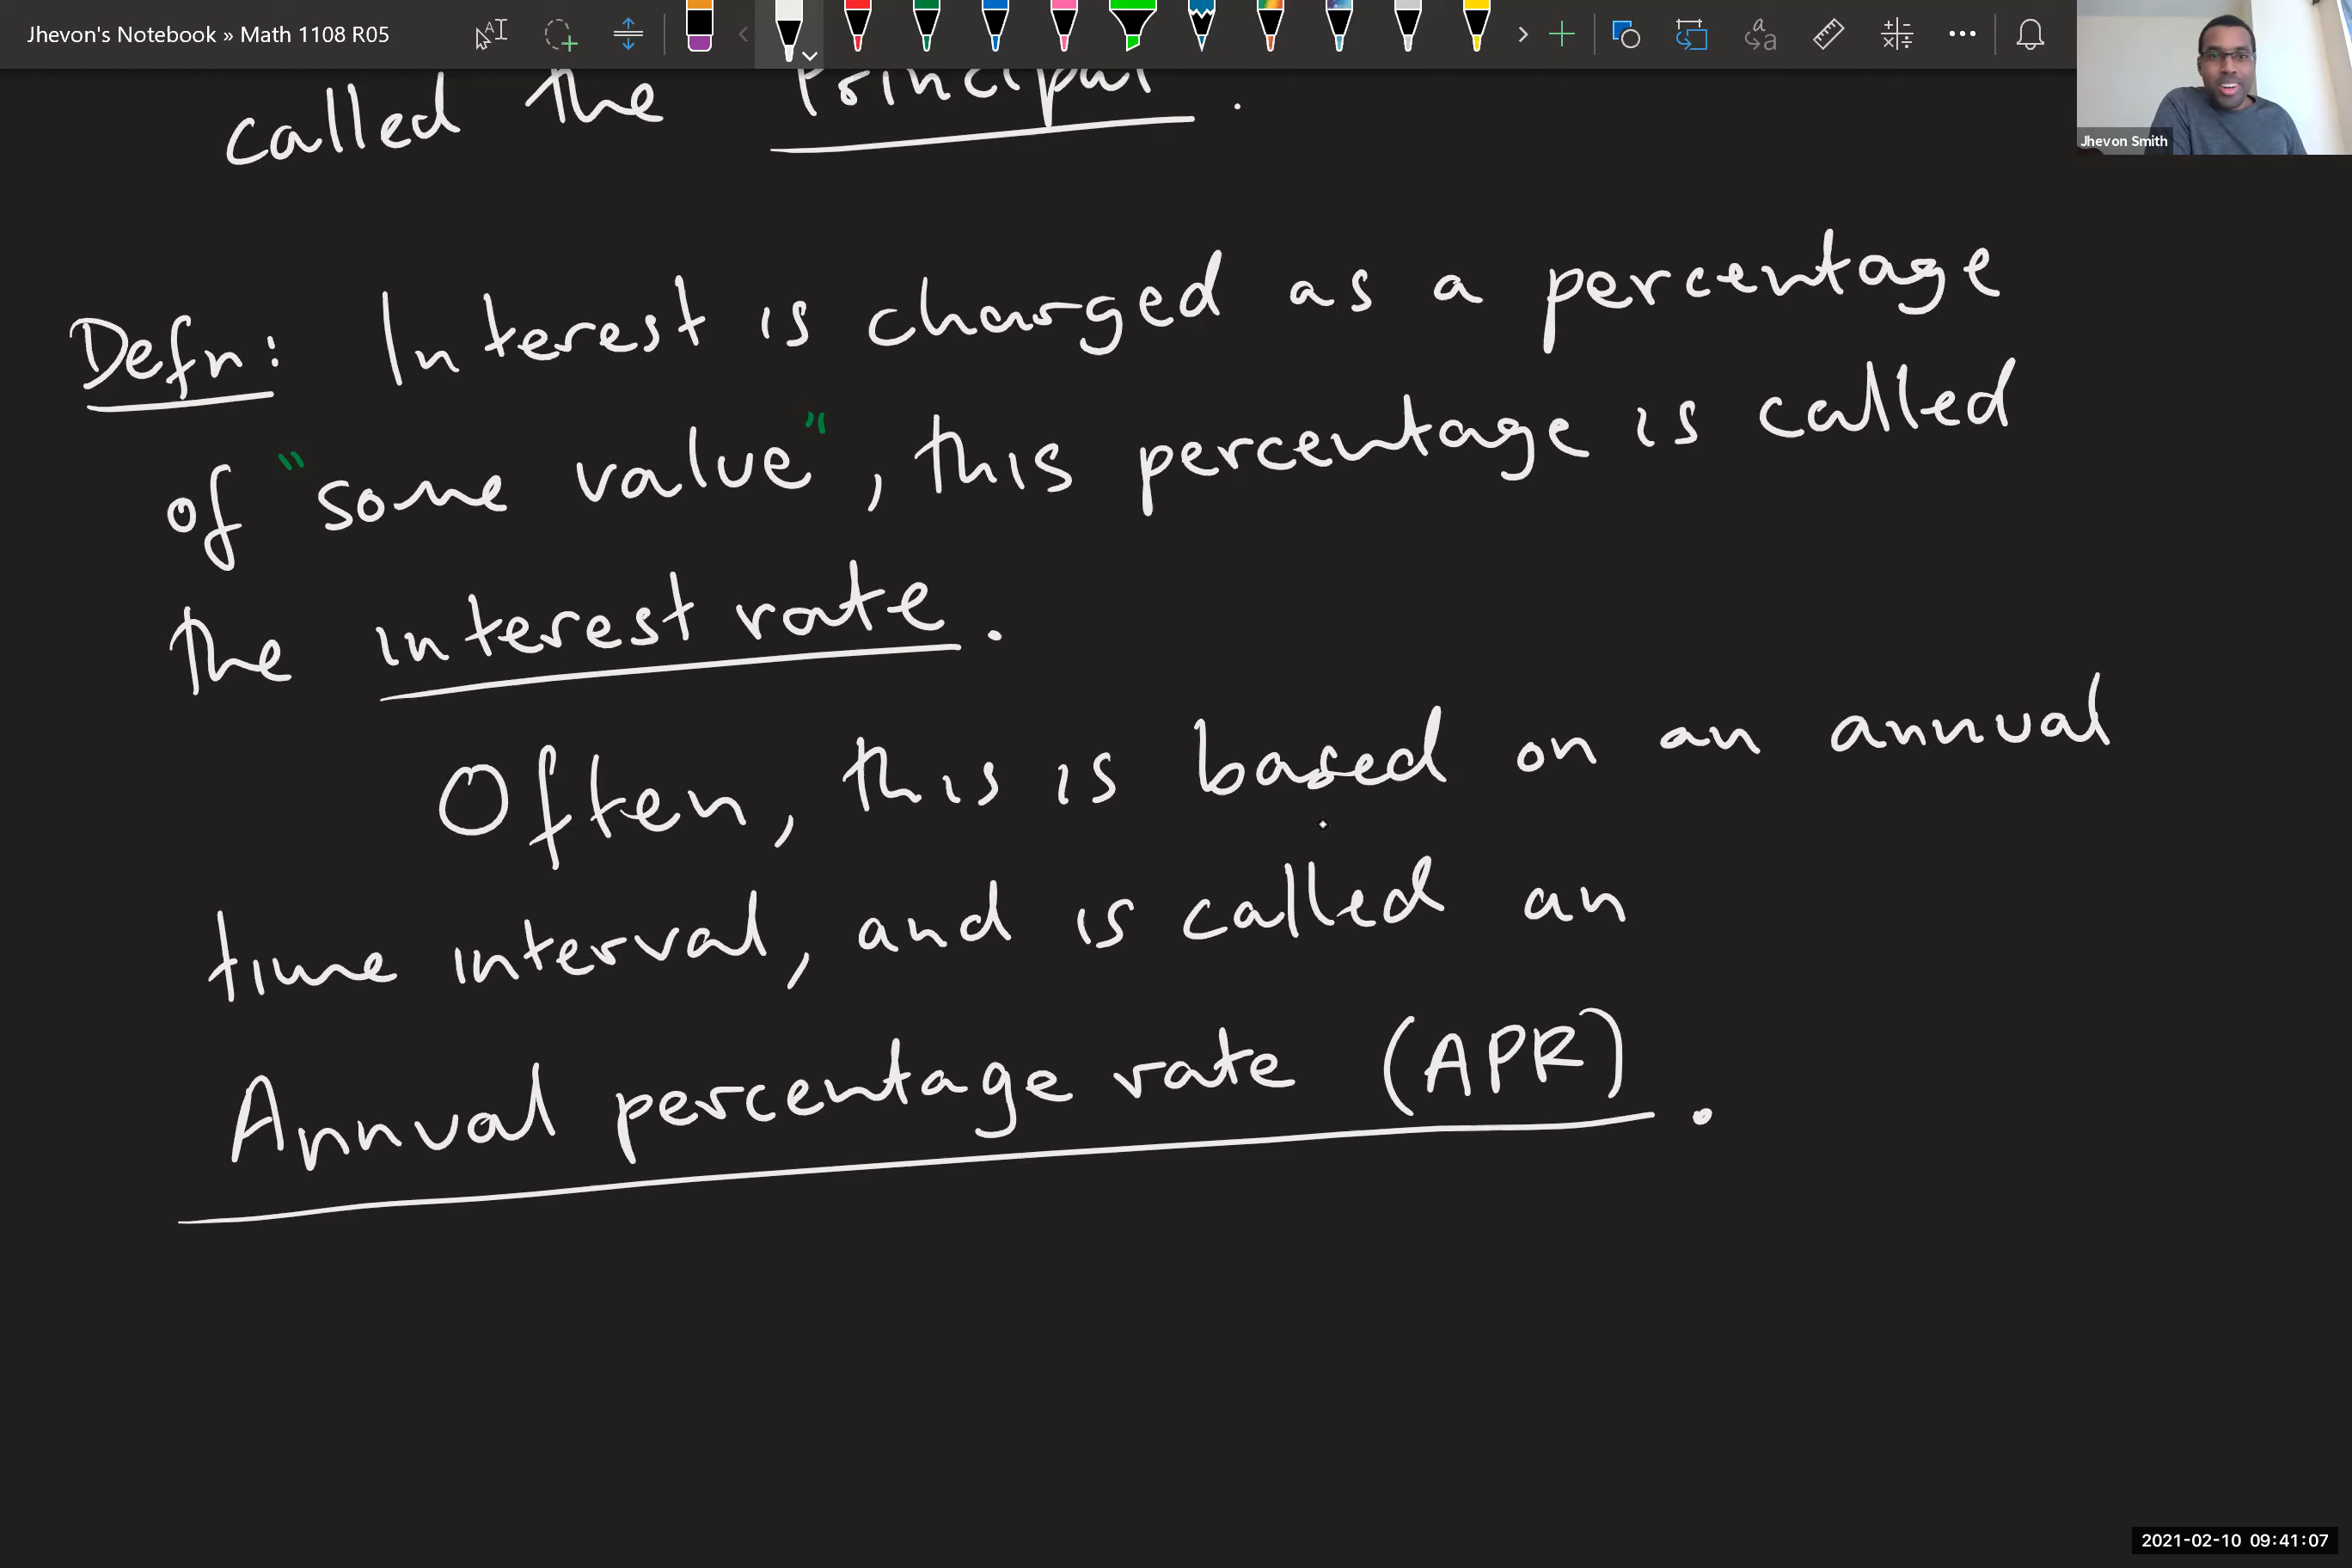 Jhevon's Notebook » Math 1108 R05
Jhevon Smith
called the Principal.
Defn: Interest is charged as a percentage
of "some value", this percentage is called
the interest rate.
Often, this is based on an annual
time interval, and is called an
Annual percentage rate (APR).
2021-02-10 09:41:07